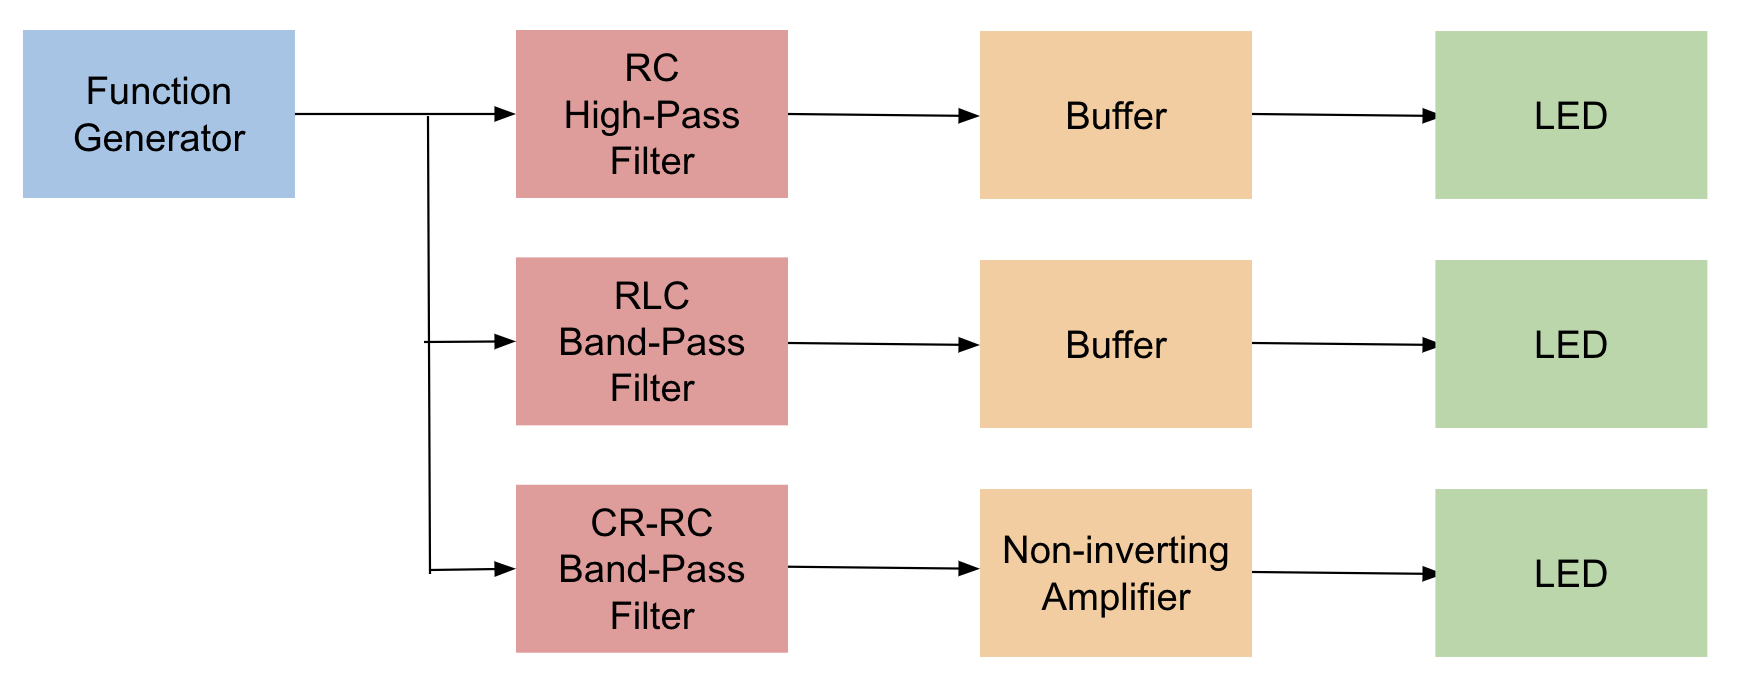 Function
Generator
RC
High-Pass
Filter
Buffer
LED
RLC
Band-Pass
Filter
Buffer
LED
CR-RC
Band-Pass
Filter
Non-inverting
Amplifier
LED